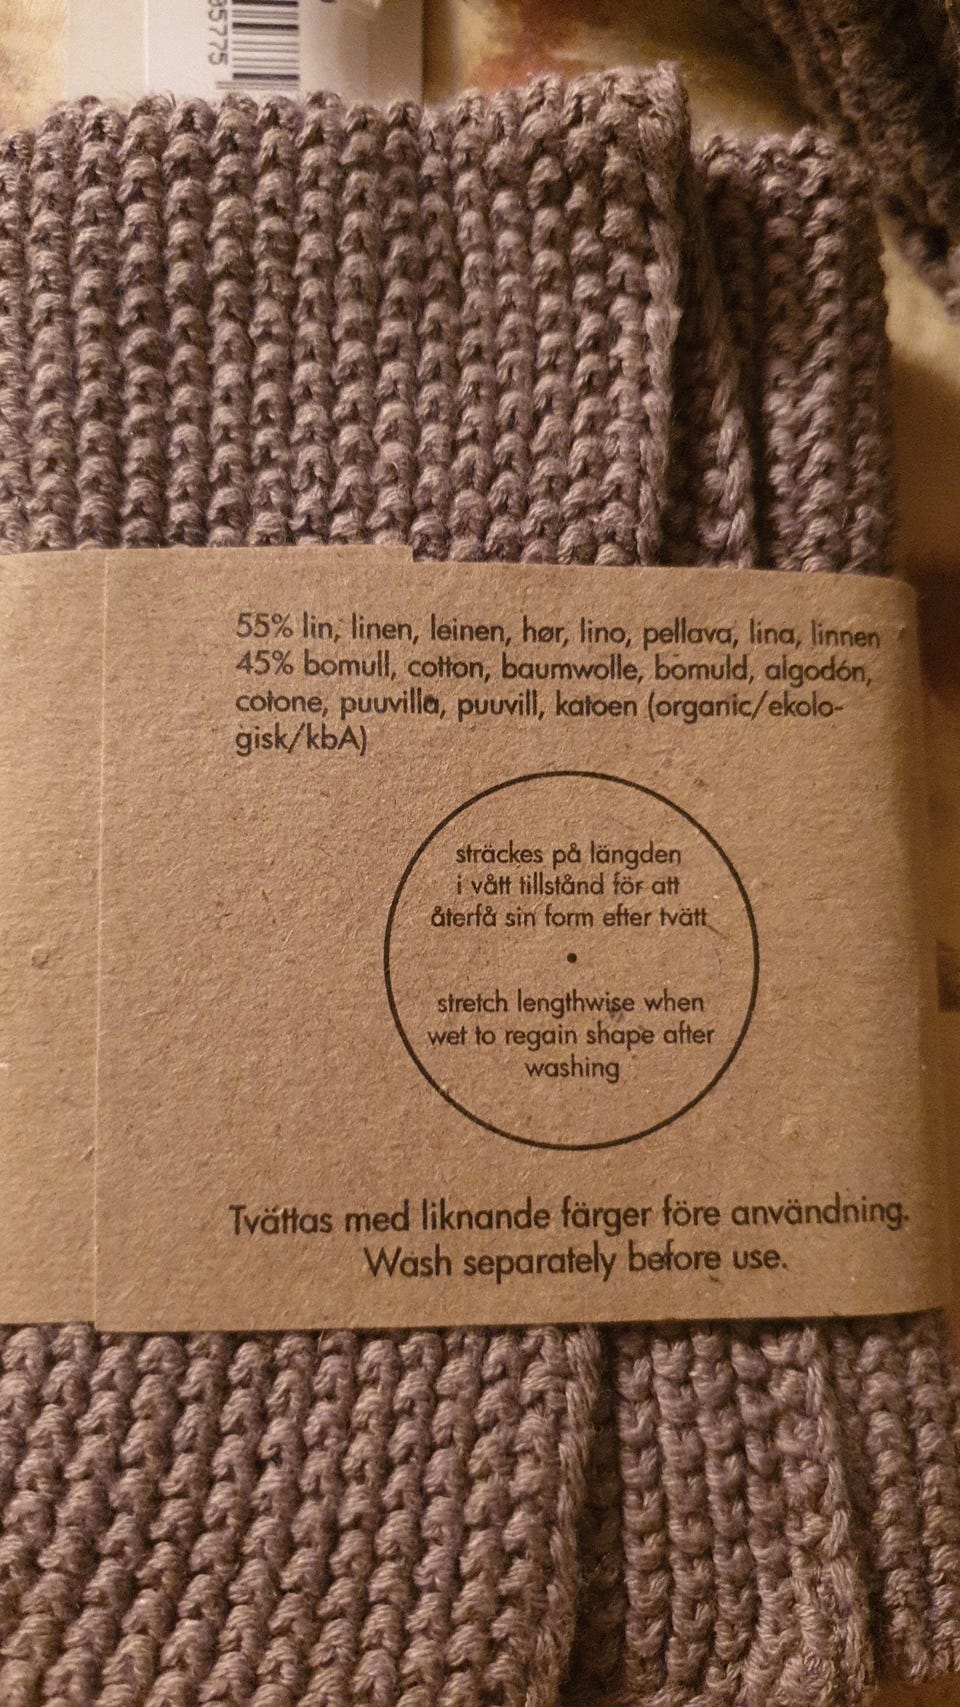 95775
55% lin, linen, leinen, hør, lino, pellava, lina, linnen
45% bomull, cotton, baumwolle, bomuld, algodón,
cotone, puuvilla, puuvill, katoen (organic/ekolo-
gisk/kbA)
sträckes på längden
i vått tillstånd för att
återfå sin form efter tvätt
•
stretch lengthwise when
wet to regain shape after
washing
Tvättas med liknande färger före användning.
Wash separately before use.